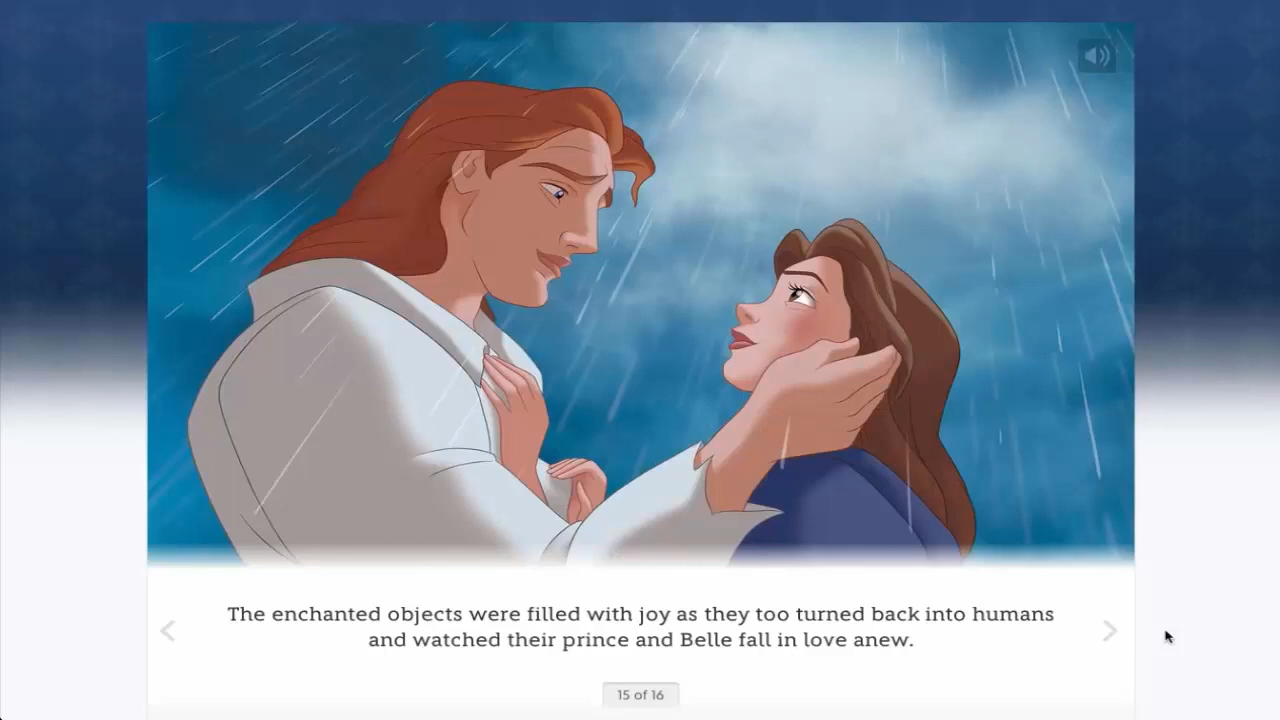 The enchanted objects were filled with joy as they too turned back into humans
and watched their prince and Belle fall in love anew.
15 of 16